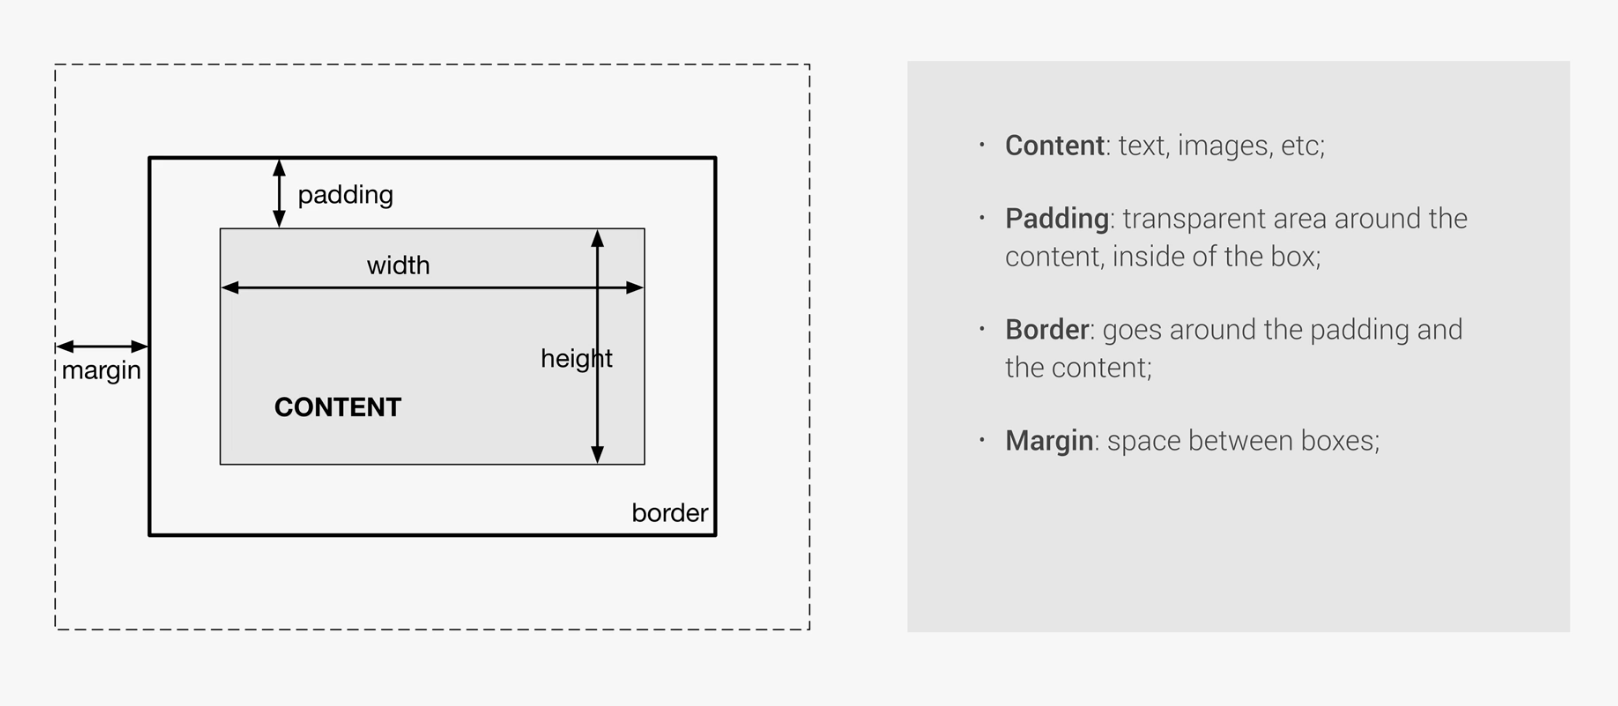 padding
width
margin
height
CONTENT
border
• Content: text, images, etc;
• Padding: transparent area around the
content, inside of the box;
• Border: goes around the padding and
the content;
• Margin: space between boxes;